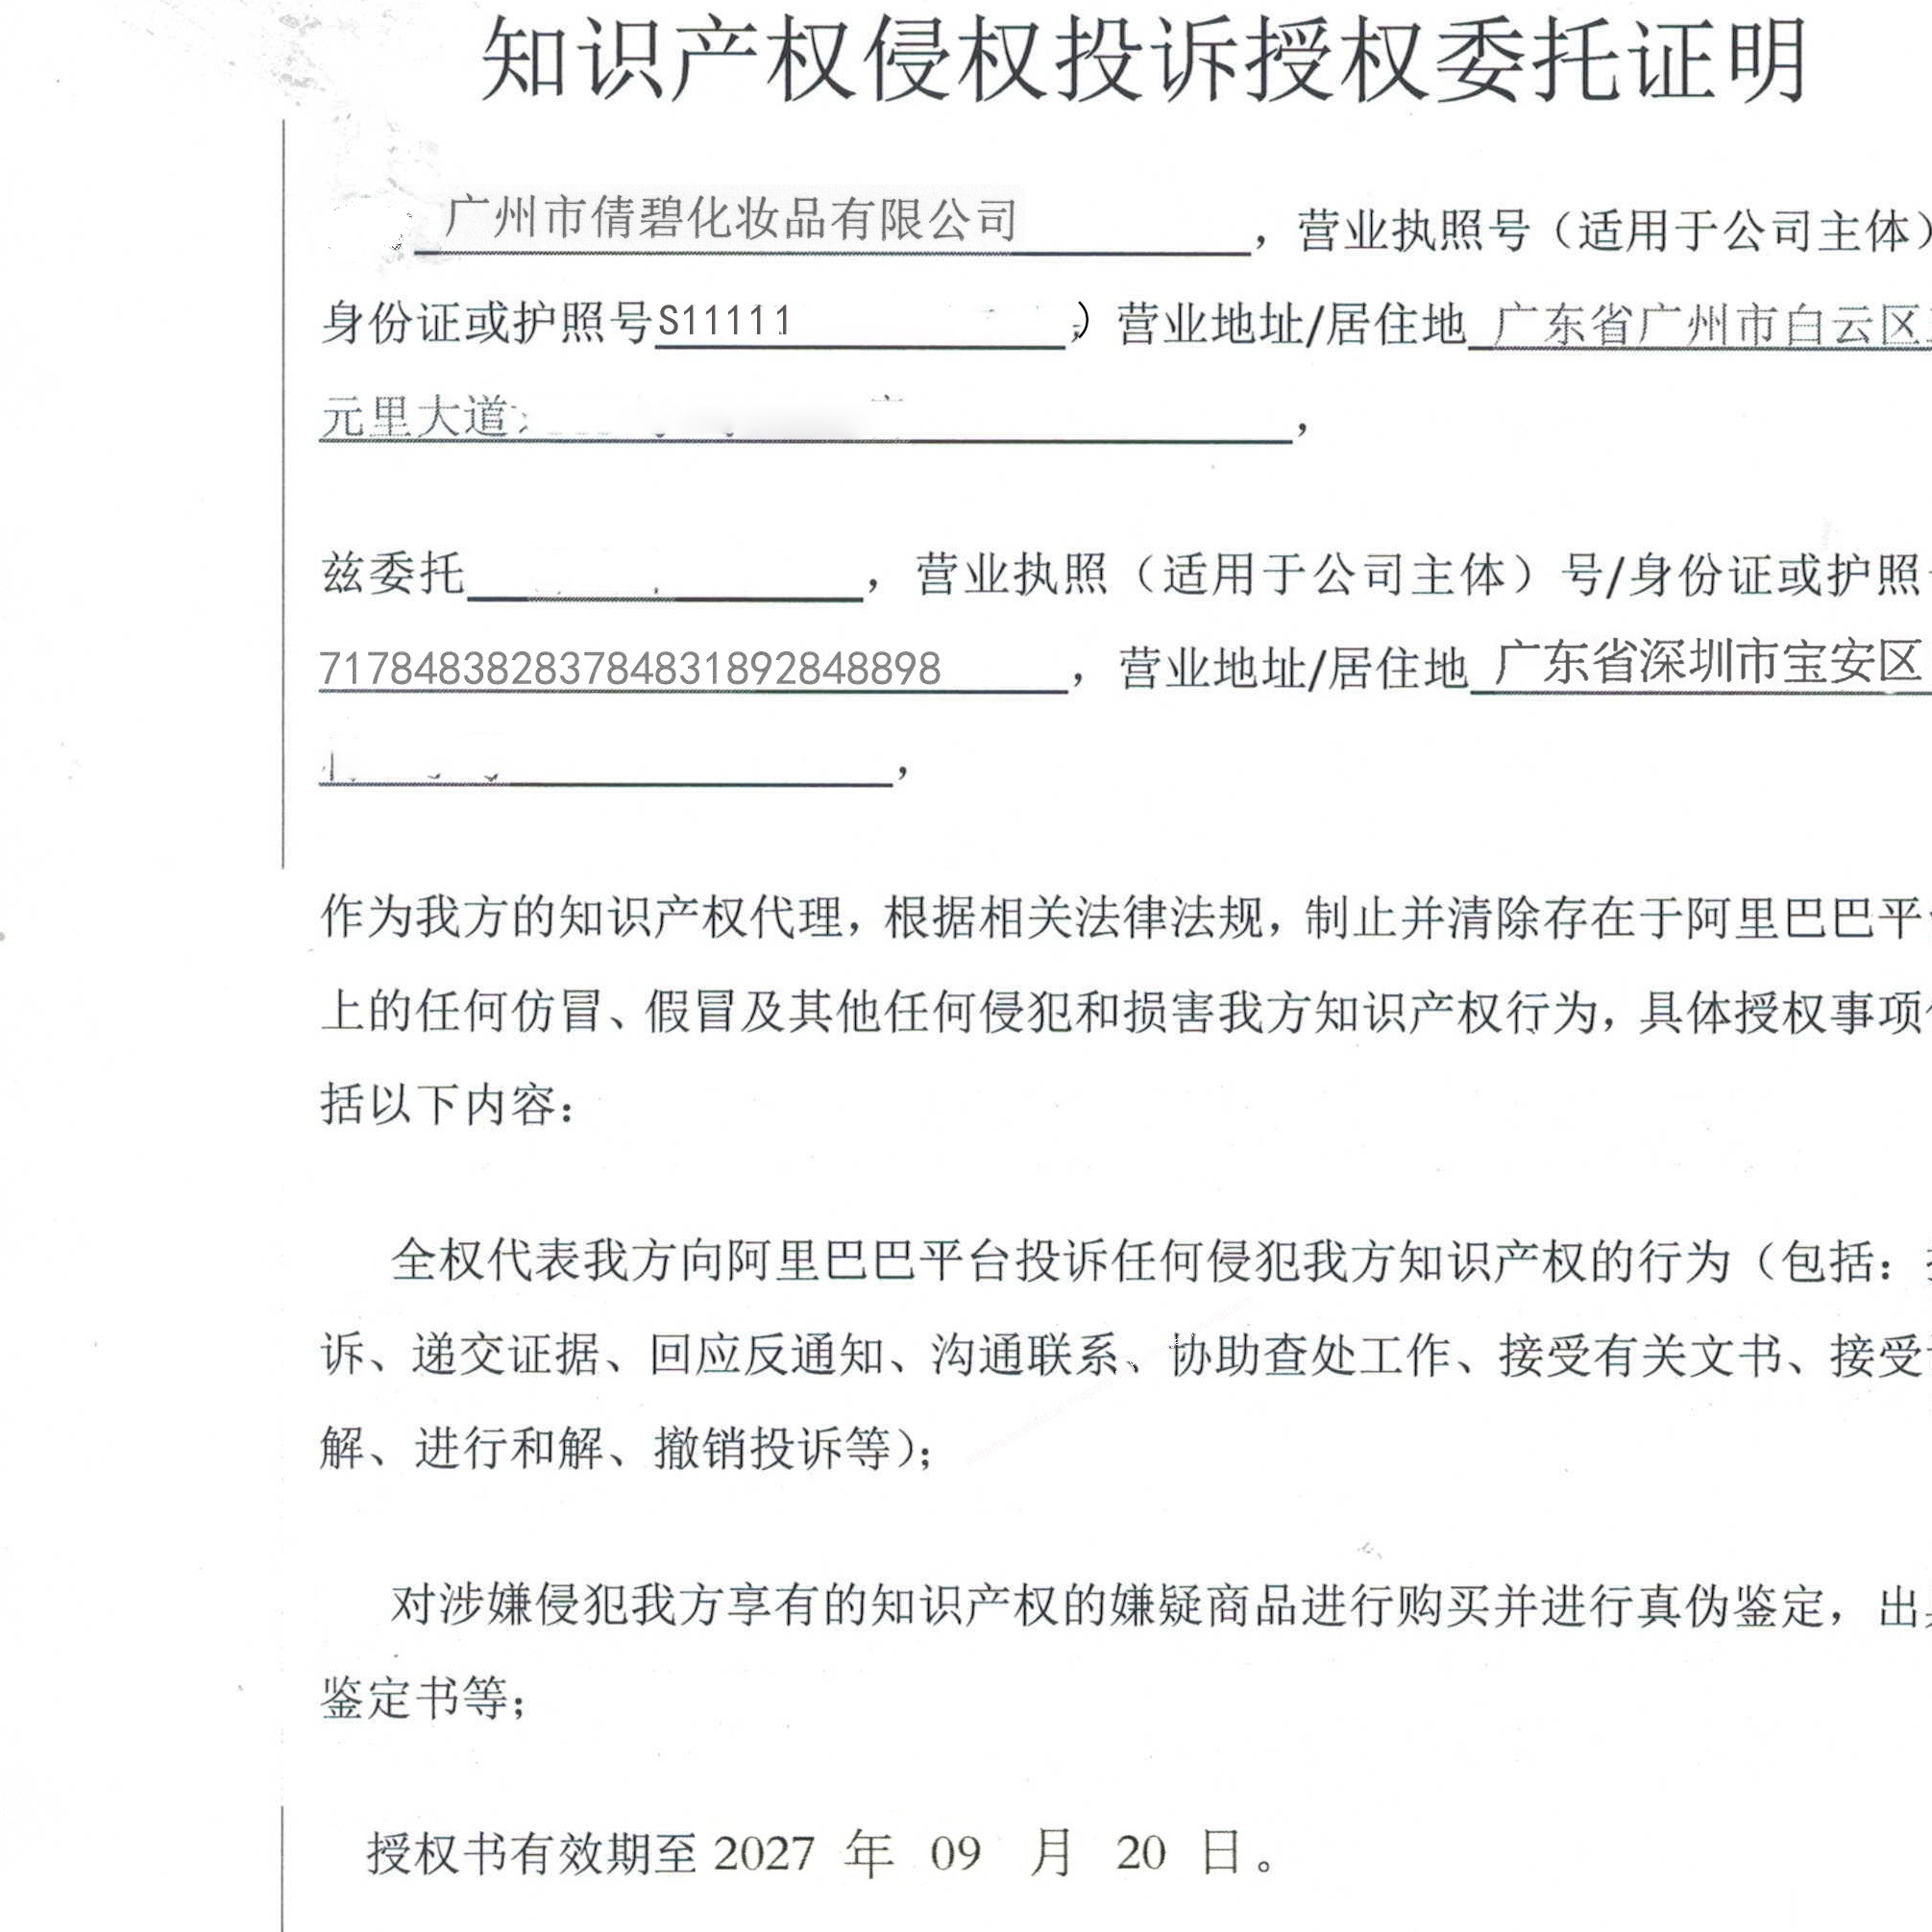 知识产权侵权投诉授权委托证明
广州市倩碧化妆品有限公司，营业执照号（适用于公司主体）
身份证或护照号S11111），营业地址/居住地 广东省广州市白云区
元里大道，
兹委托，营业执照（适用于公司主体）号/身份证或护照
71784838283784831892848898，营业地址/居住地 广东省深圳市宝安区
，
作为我方的知识产权代理，根据相关法律法规，制止并清除存在于阿里巴巴平
上的任何仿冒、假冒及其他任何侵犯和损害我方知识产权行为，具体授权事项
括以下内容：
全权代表我方向阿里巴巴平台投诉任何侵犯我方知识产权的行为（包括：
诉、递交证据、回应反通知、沟通联系、协助查处工作、接受有关文书、接受
解、进行和解、撤销投诉等）；
对涉嫌侵犯我方享有的知识产权的嫌疑商品进行购买并进行真伪鉴定，出
鉴定书等；
授权书有效期至 2027 年 09 月 20 日。